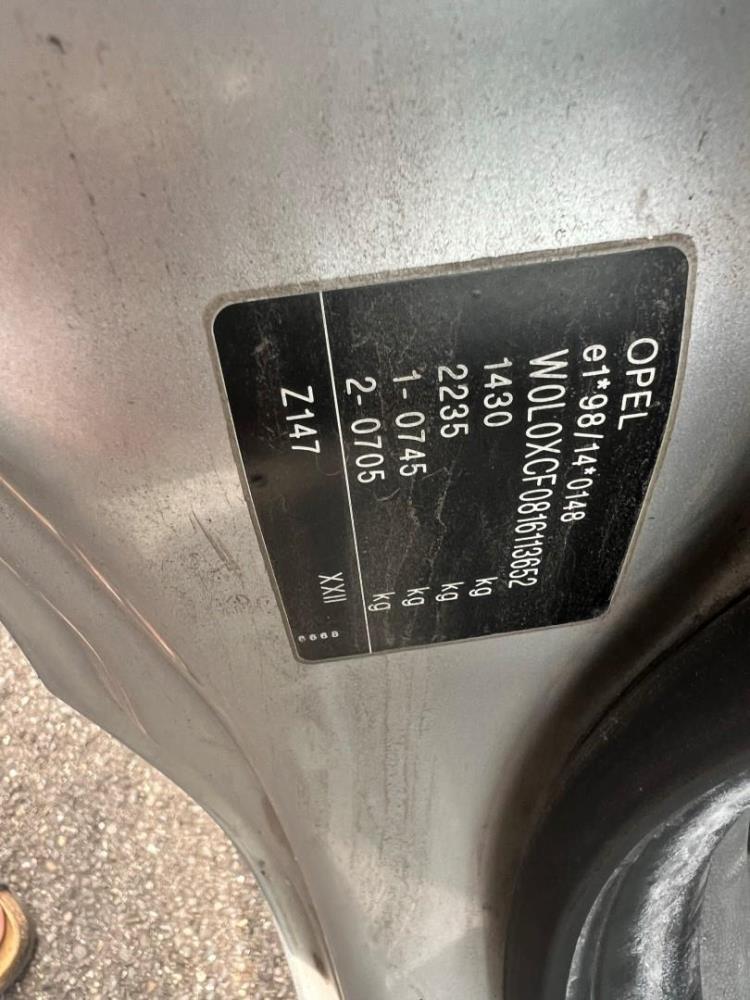 OPEL
e1*98/14*0148
W0L0XCF0816113652
1430 kg
2235 kg
1- 0745 kg
2- 0705 kg
Z147 XXII